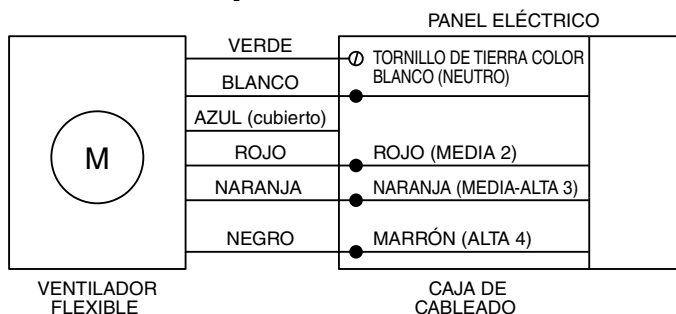 PANEL ELÉCTRICO
VERDE
TORNILLO DE TIERRA COLOR
BLANCO (NEUTRO)
BLANCO
AZUL (cubierto)
M
ROJO
ROJO (MEDIA 2)
NARANJA
NARANJA (MEDIA-ALTA 3)
NEGRO
MARRÓN (ALTA 4)
VENTILADOR
FLEXIBLE
CAJA DE
CABLEADO